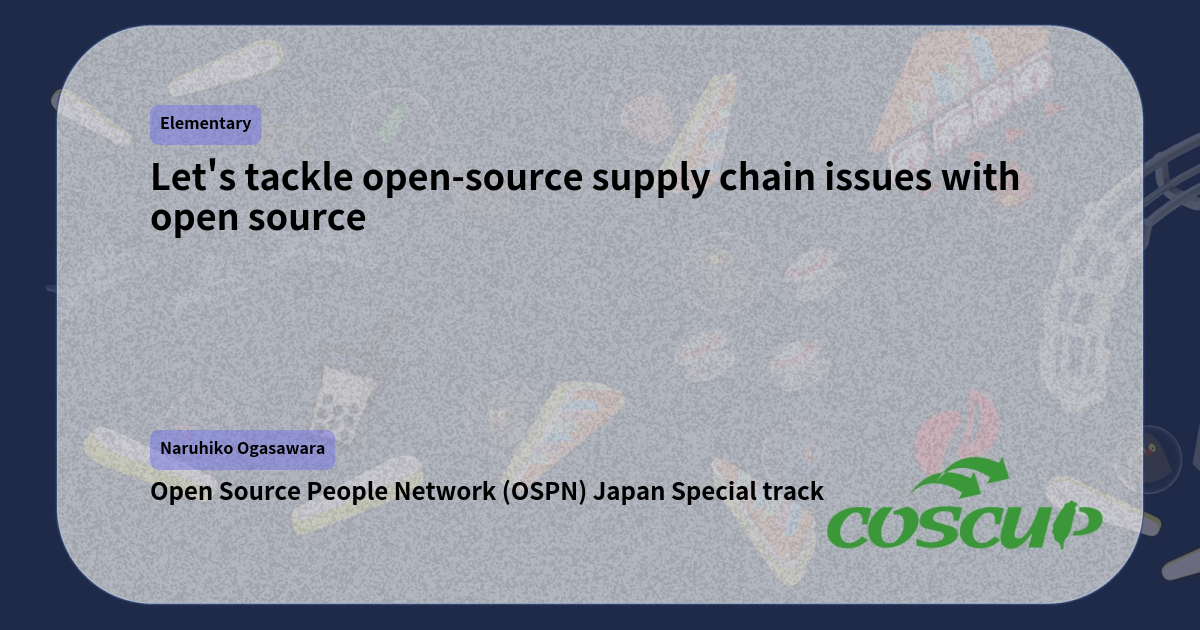 Elementary
Let's tackle open-source supply chain issues with
open source
Naruhiko Ogasawara
Open Source People Network (OSPN) Japan Special track
COSCUP